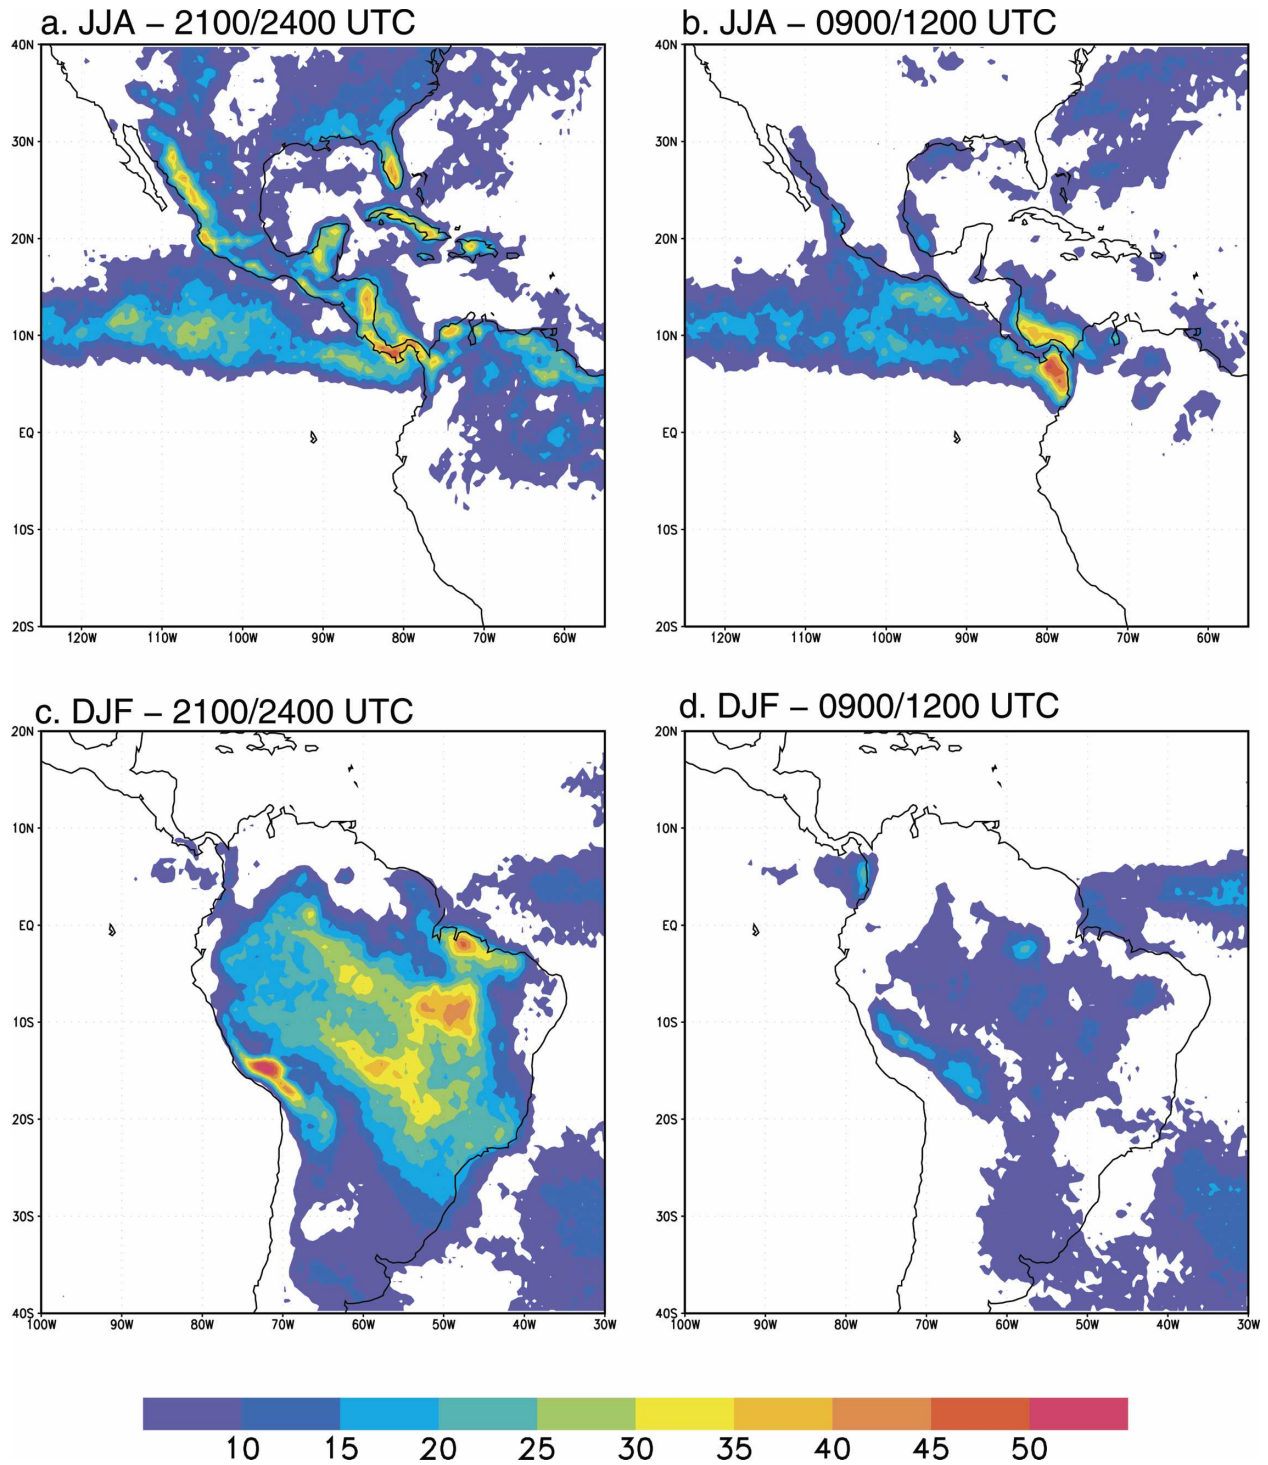 a. JJA – 2100/2400 UTC
b. JJA – 0900/1200 UTC
40N
30N
20N
10N
EQ
10S
20S
120W 110W 100W 90W 80W 70W 60W
40N
30N
20N
10N
EQ
10S
20S
120W 110W 100W 90W 80W 70W 60W
c. DJF – 2100/2400 UTC
d. DJF – 0900/1200 UTC
20N
10N
EQ
10S
20S
30S
40S
100W 90W 80W 70W 60W 50W 40W 30W
20N
10N
EQ
10S
20S
30S
40S
100W 90W 80W 70W 60W 50W 40W 30W
10 15 20 25 30 35 40 45 50